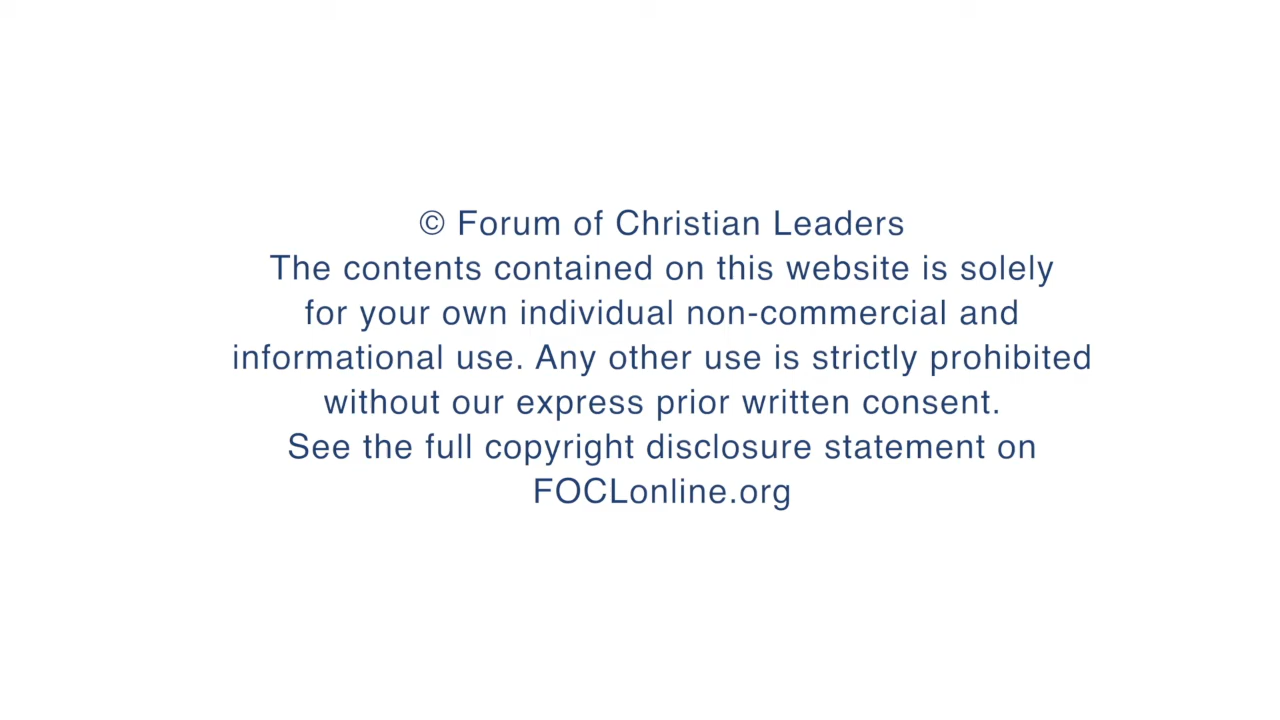 © Forum of Christian Leaders
The contents contained on this website is solely
for your own individual non-commercial and
informational use. Any other use is strictly prohibited
without our express prior written consent.
See the full copyright disclosure statement on
FOCLonline.org